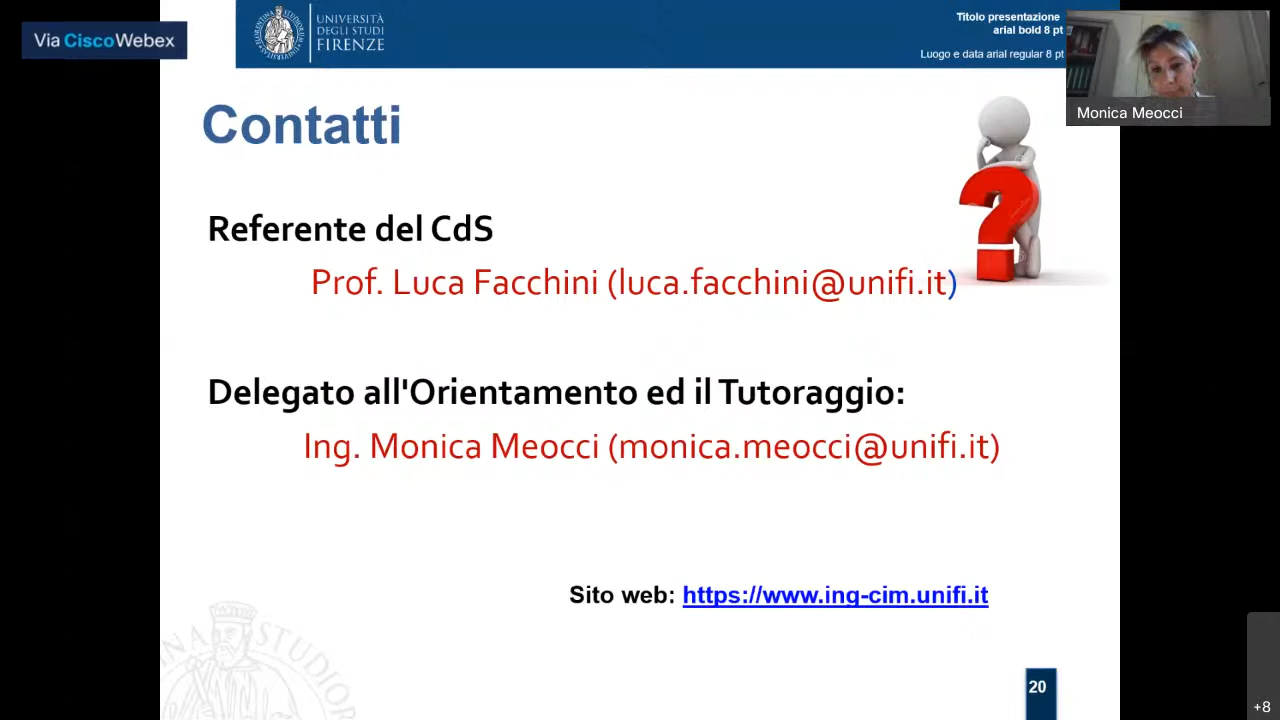 Via CiscoWebex
UNIVERSITÀ
DEGLI STUDI
FIRENZE
Titolo presentazione
arial bold 8 pt
Luogo e data arial regular 8 pt
Monica Meocci
Contatti
Referente del CdS
Prof. Luca Facchini (luca.facchini@unifi.it)
Delegato all'Orientamento ed il Tutoraggio:
Ing. Monica Meocci (monica.meocci@unifi.it)
Sito web: https://www.ing-cim.unifi.it
20
+8